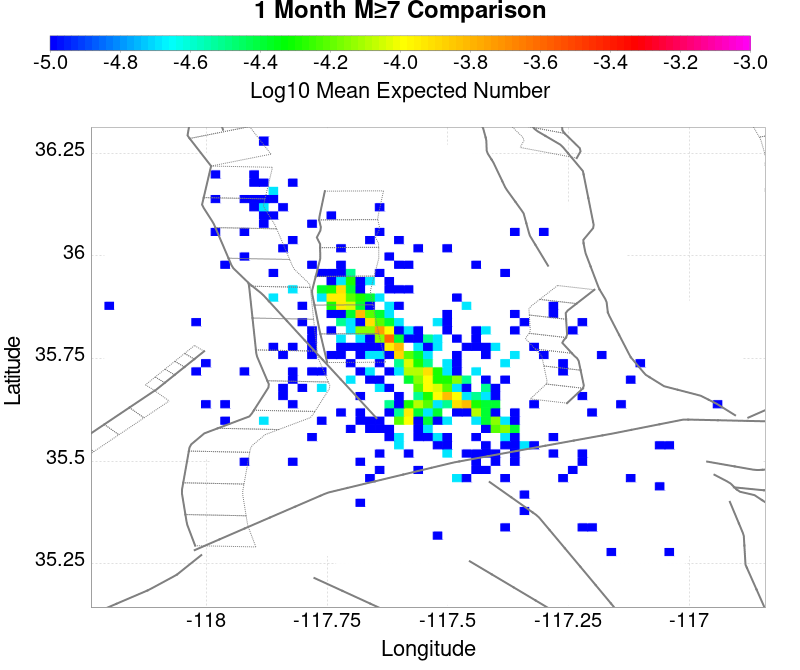 1 Month M≥7 Comparison
-5.0 -4.8 -4.6 -4.4 -4.2 -4.0 -3.8 -3.6 -3.4 -3.2 -3.0
Log10 Mean Expected Number
36.25
36
35.75
35.5
35.25
Latitude
-118 -117.75 -117.5 -117.25 -117
Longitude